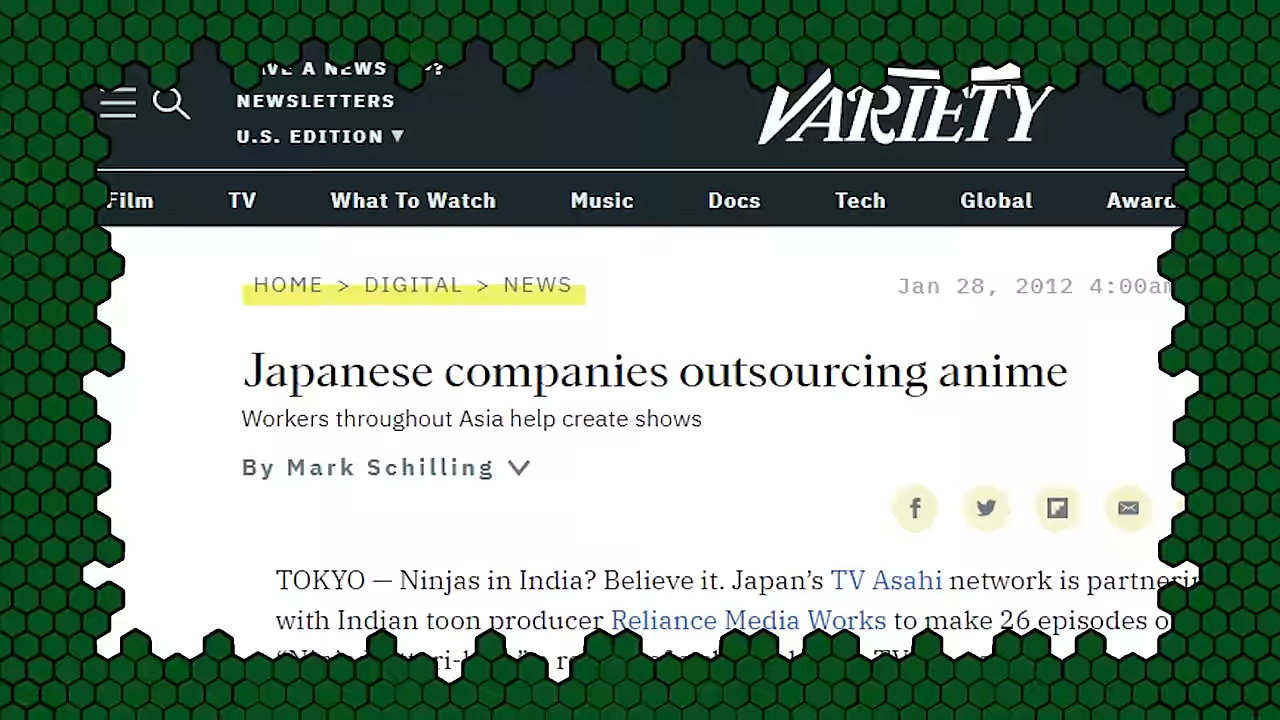 A NEWS
NEWSLETTERS
U.S. EDITION ▼
VARIETY
Film TV What To Watch Music Docs Tech Global
HOME > DIGITAL > NEWS
Jan 28, 2012 4:00am
Japanese companies outsourcing anime
Workers throughout Asia help create shows
By Mark Schilling
TOKYO — Ninjas in India? Believe it. Japan’s TV Asahi network is
with Indian toon producer Reliance Media Works to make 26 episodes